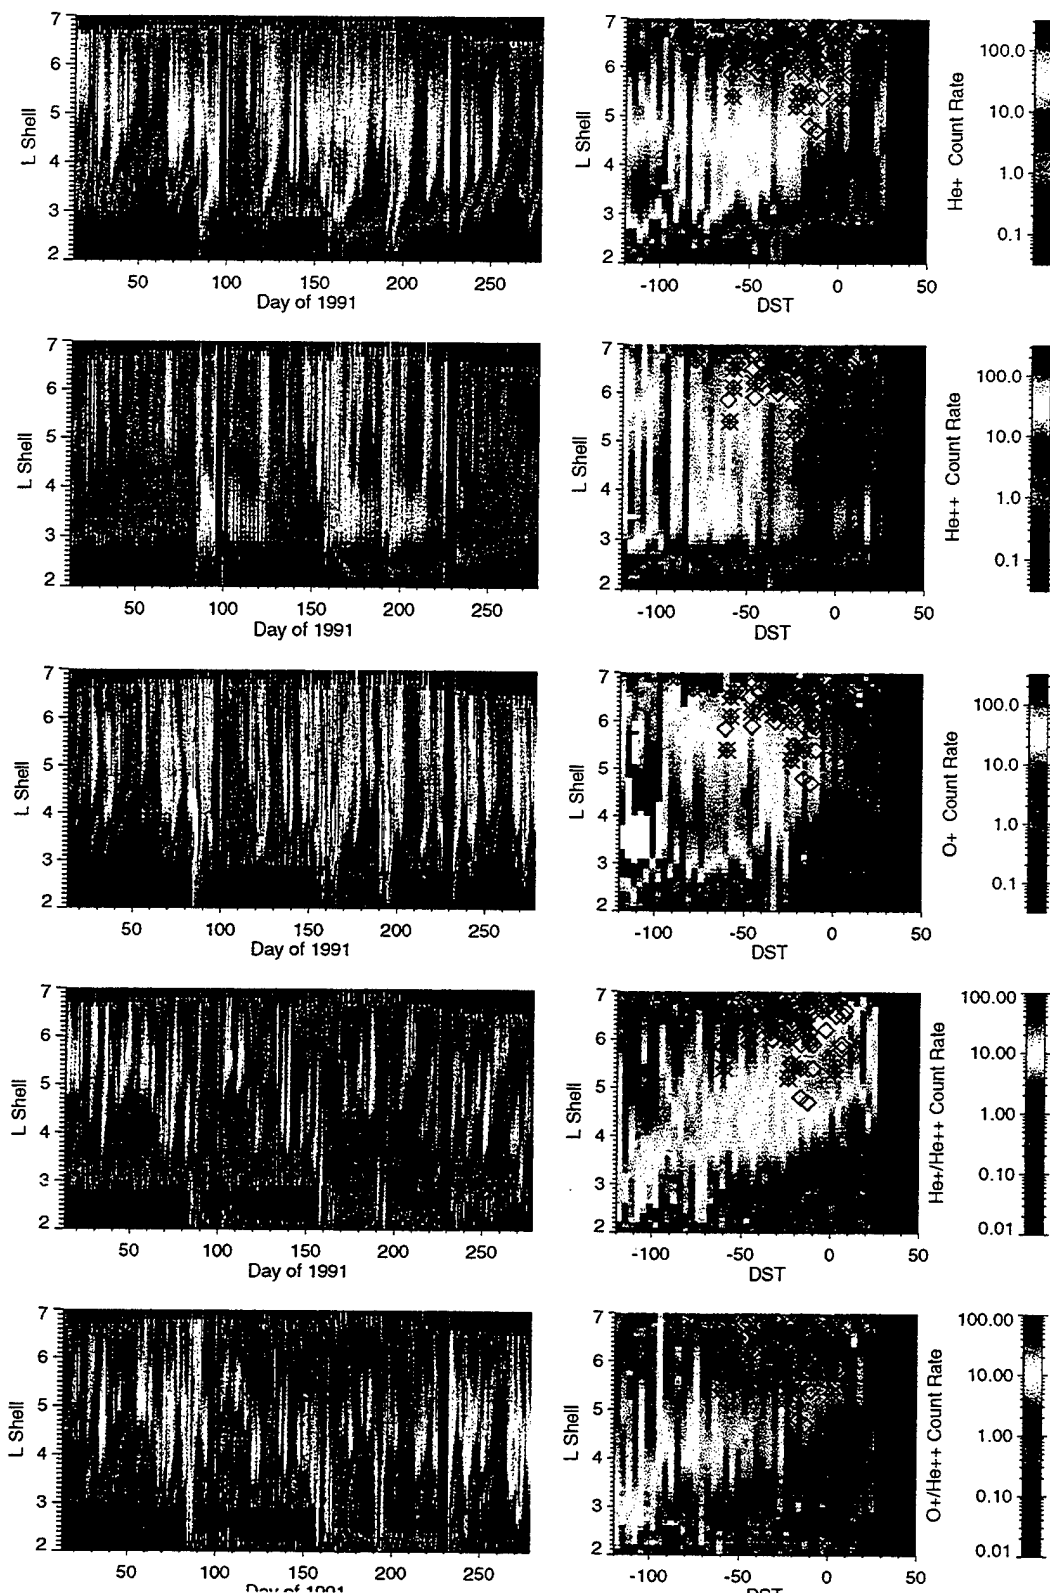 7
6
5
4
3
2
L Shell
50 100 150 200 250
Day of 1991
7
6
5
4
3
2
L Shell
-100 -50 0 50
DST
He+ Count Rate
100.0
10.0
1.0
0.1
7
6
5
4
3
2
L Shell
50 100 150 200 250
Day of 1991
7
6
5
4
3
2
L Shell
-100 -50 0 50
DST
He++ Count Rate
100.0
10.0
1.0
0.1
7
6
5
4
3
2
L Shell
50 100 150 200 250
Day of 1991
7
6
5
4
3
2
L Shell
-100 -50 0 50
DST
O+ Count Rate
100.0
10.0
1.0
0.1
7
6
5
4
3
2
L Shell
50 100 150 200 250
Day of 1991
7
6
5
4
3
2
L Shell
-100 -50 0 50
DST
He+/He++ Count Rate
100.00
10.00
1.00
0.10
0.01
7
6
5
4
3
2
L Shell
50 100 150 200 250
Day of 1991
7
6
5
4
3
2
L Shell
-100 -50 0 50
DST
O+/He++ Count Rate
100.00
10.00
1.00
0.10
0.01